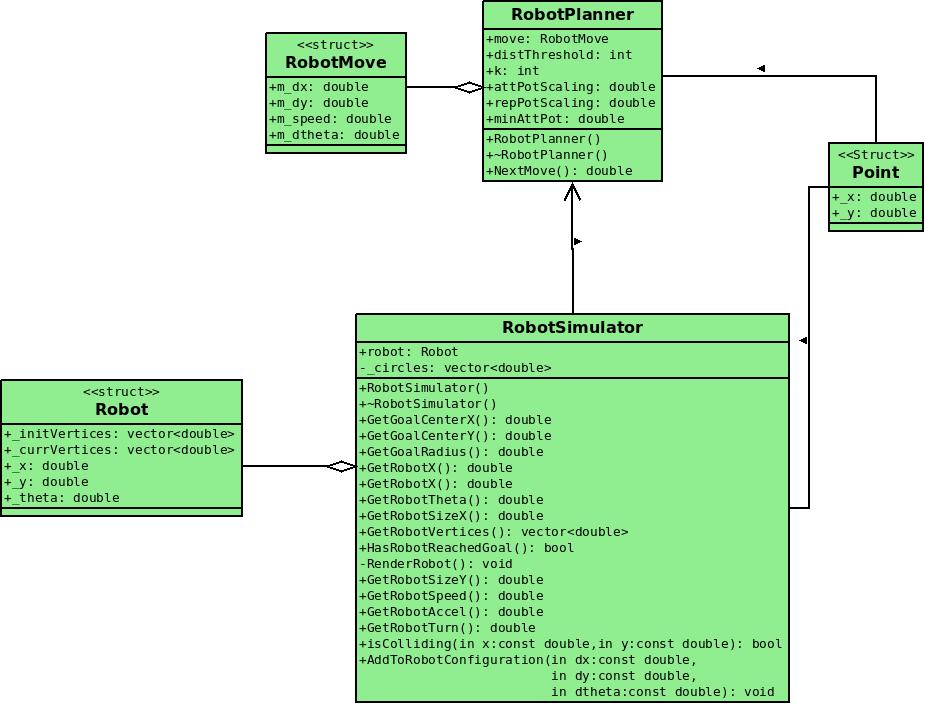 RobotPlanner
+move: RobotMove
+distThreshold: int
+k: int
+attPotScaling: double
+repPotScaling: double
+minAttPot: double
+RobotPlanner()
+~RobotPlanner()
+NextMove(): double
<<struct>>
RobotMove
+m_dx: double
+m_dy: double
+m_speed: double
+m_dtheta: double
<<Struct>>
Point
+_x: double
+_y: double
RobotSimulator
+robot: Robot
-_circles: vector<double>
+RobotSimulator()
+~RobotSimulator()
+GetGoalCenterX(): double
+GetGoalCenterY(): double
+GetGoalRadius(): double
+GetRobotX(): double
+GetRobotX(): double
+GetRobotTheta(): double
+GetRobotSizeX(): double
+GetRobotVertices(): vector<double>
+HasRobotReachedGoal(): bool
-RenderRobot(): void
+GetRobotSizeY(): double
+GetRobotSpeed(): double
+GetRobotAccel(): double
+GetRobotTurn(): double
+isColliding(in x:const double,in y:const double): bool
+AddToRobotConfiguration(in dx:const double,
in dy:const double,
in dtheta:const double): void
<<struct>>
Robot
+_initVertices: vector<double>
+_currVertices: vector<double>
+_x: double
+_y: double
+_theta: double